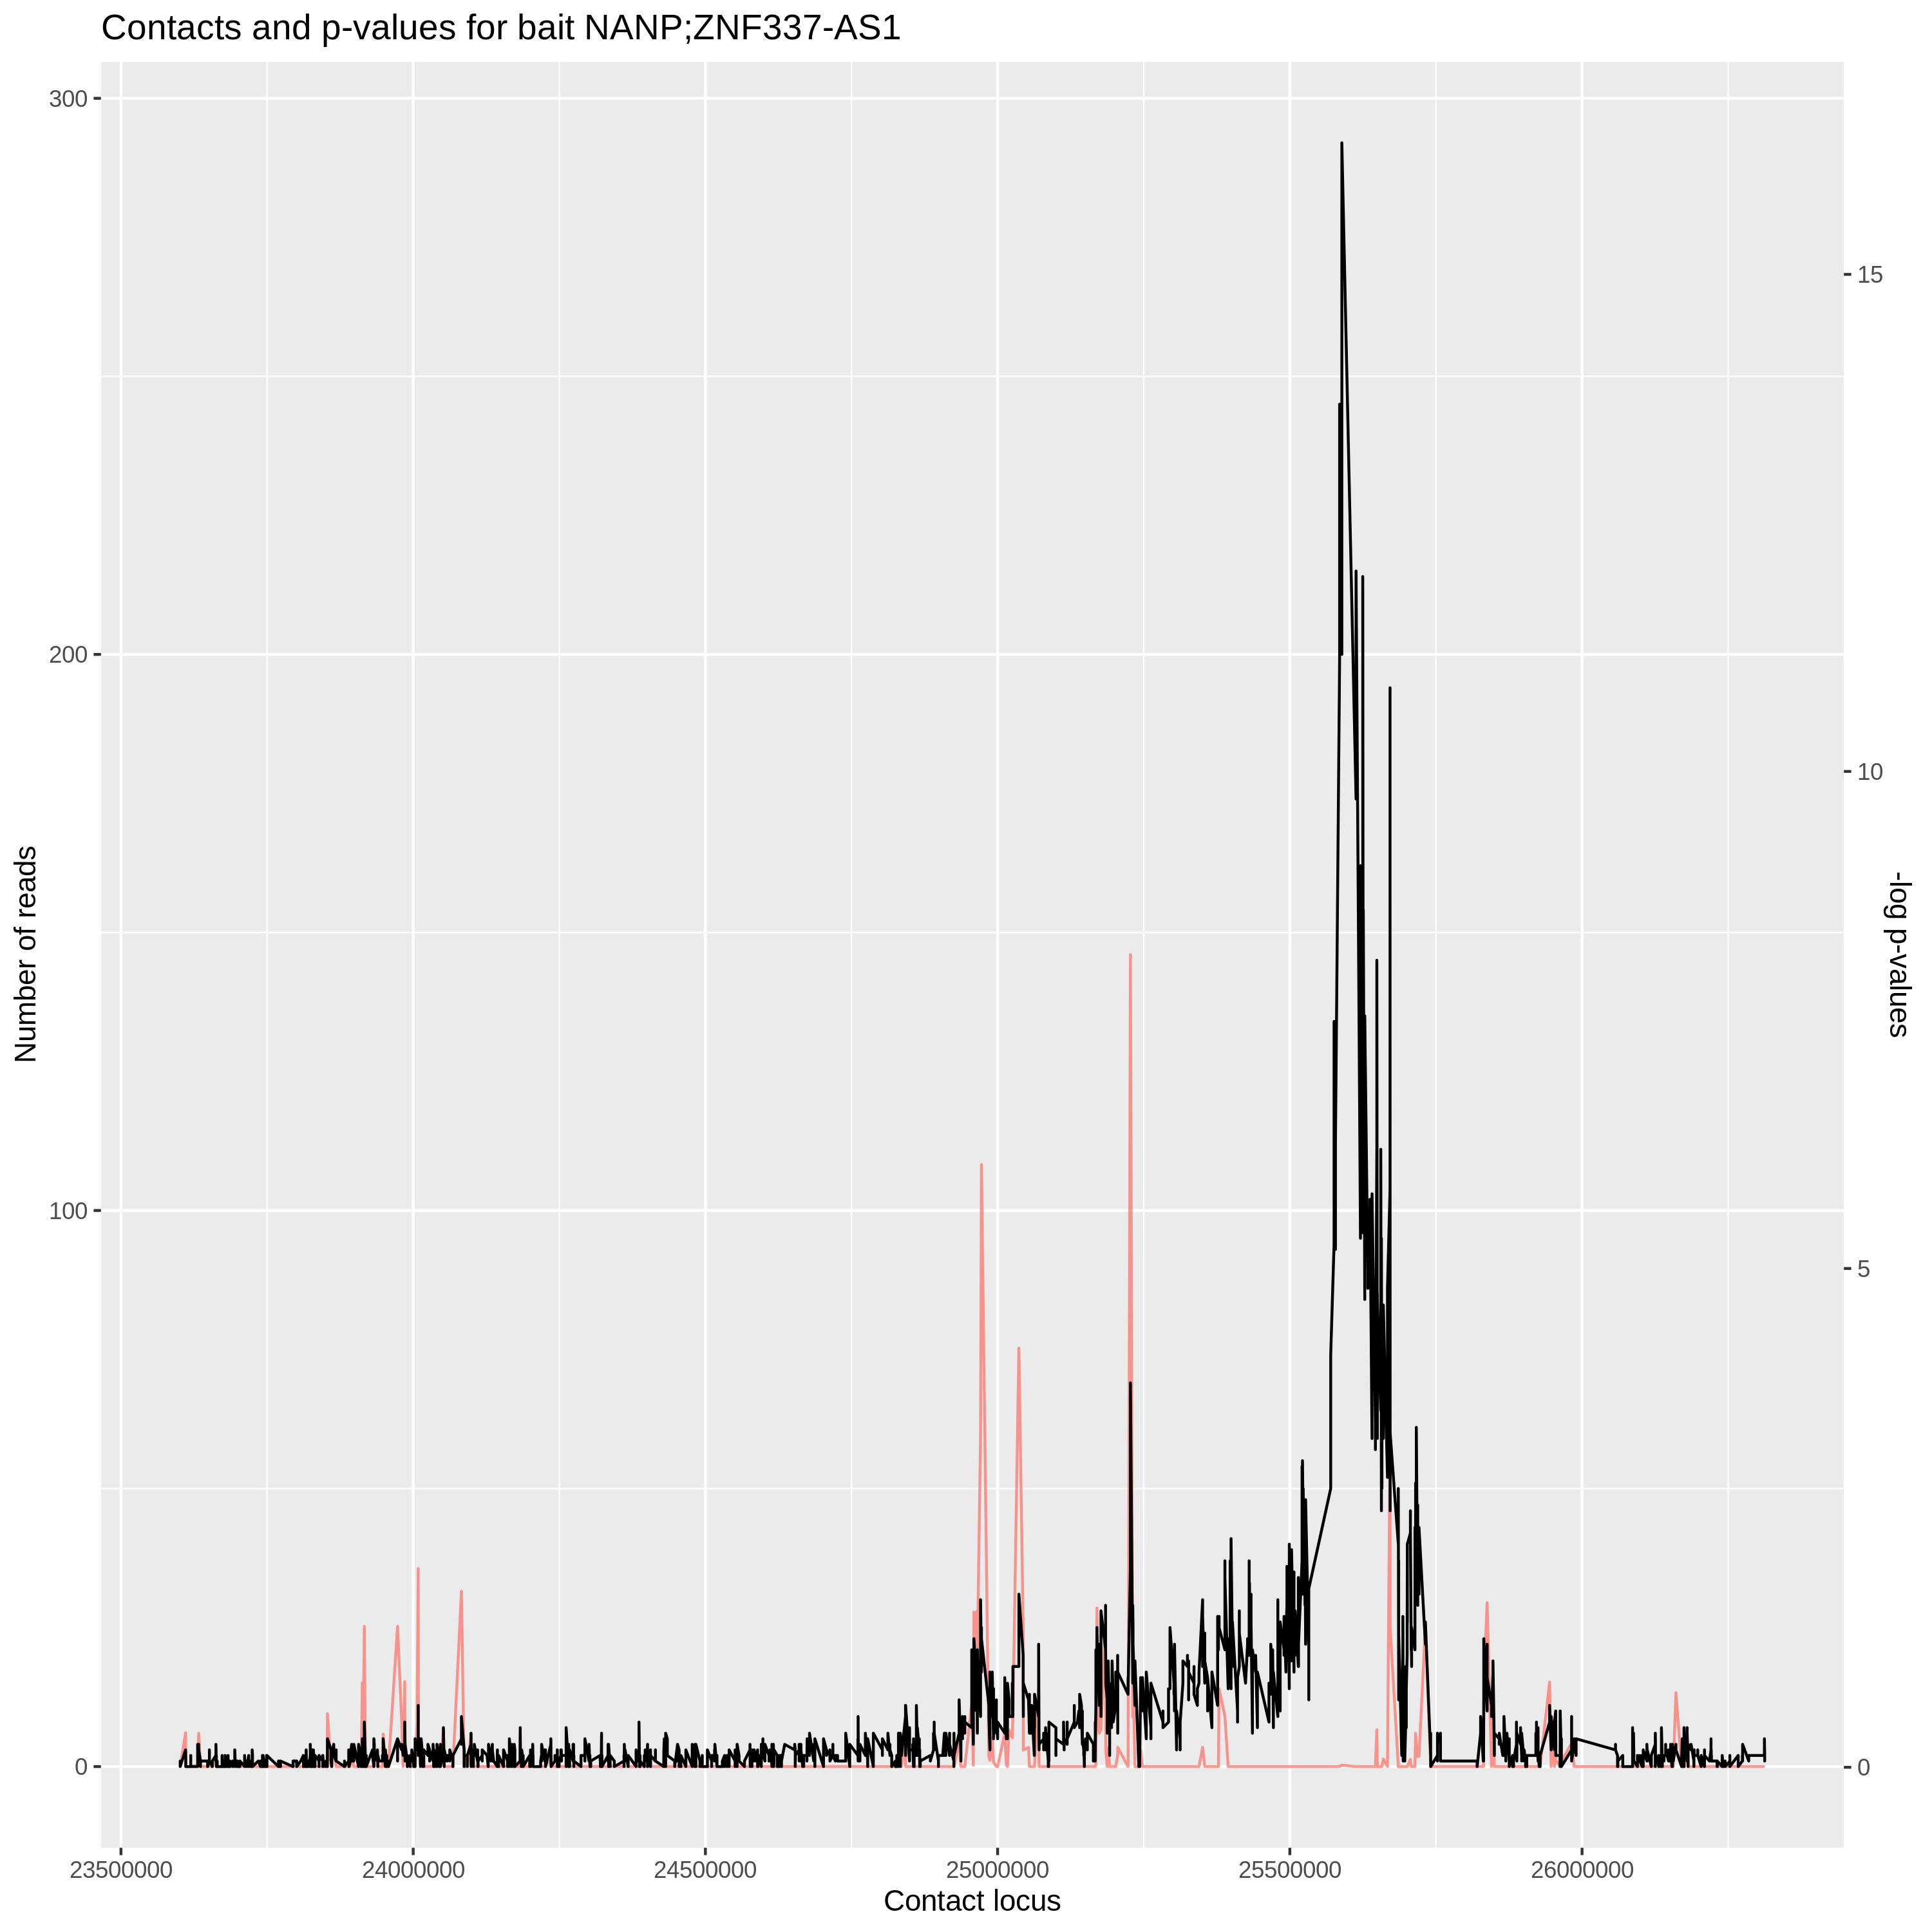 Contacts and p-values for bait NANP;ZNF337-AS1
300
200
100
0
Number of reads
15
10
5
0
-log p-values
23500000 24000000 24500000 25000000 25500000 26000000
Contact locus